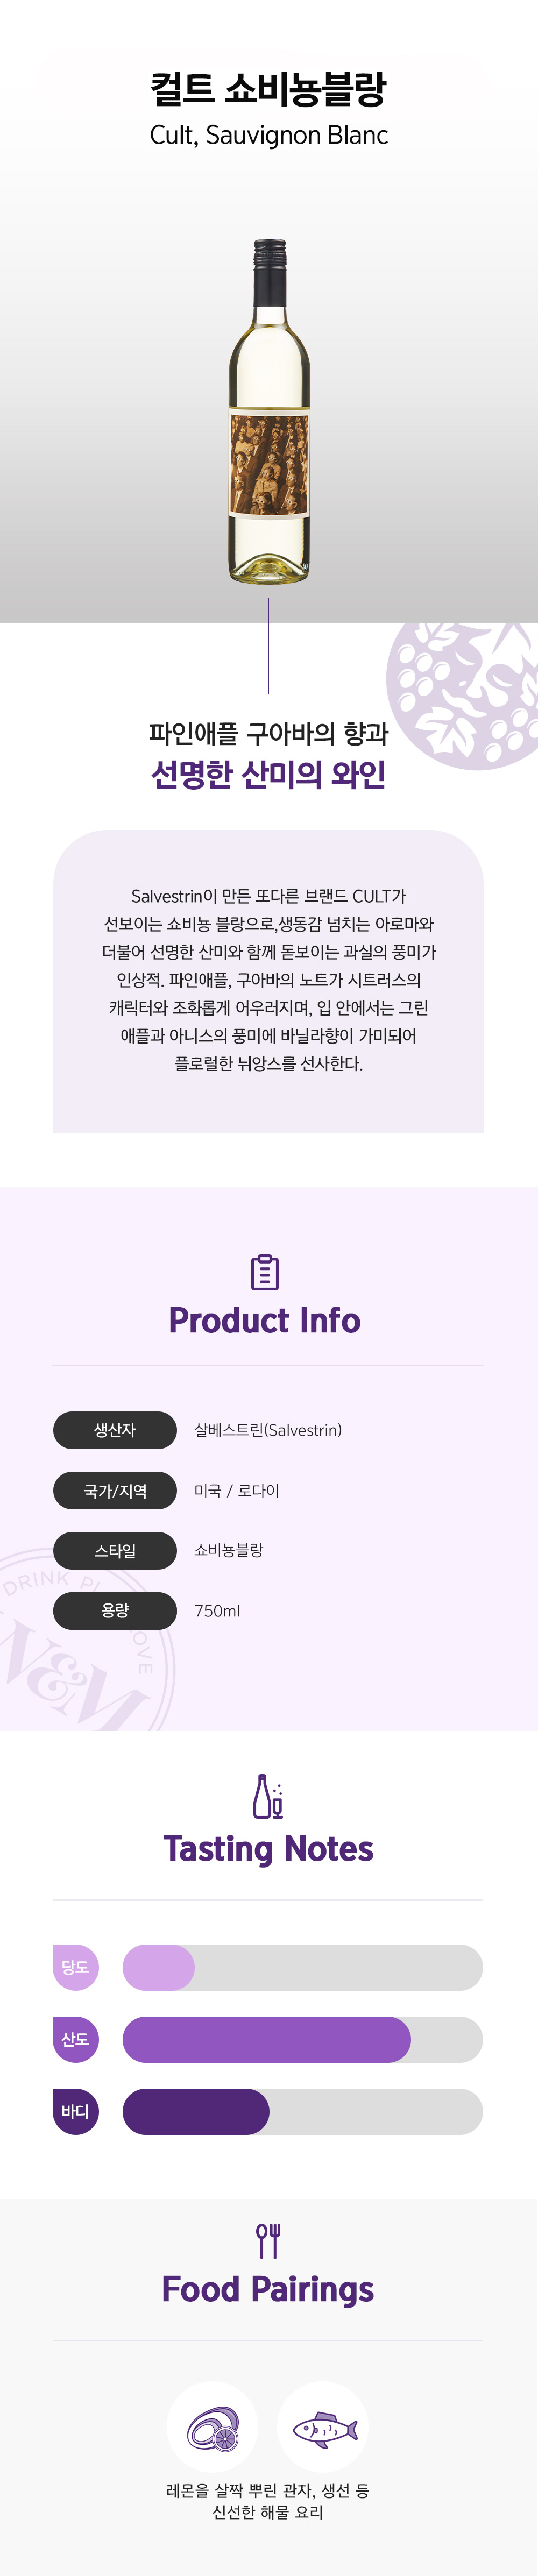 컬트 쇼비뇽블랑
Cult, Sauvignon Blanc
파인애플 구아바의 향과
선명한 산미의 와인
Salvestrin이 만든 또다른 브랜드 CULT가
선보이는 쇼비뇽 블랑으로,생동감 넘치는 아로마와
더불어 선명한 산미와 함께 돋보이는 과실의 풍미가
인상적. 파인애플, 구아바의 노트가 시트러스의
캐릭터와 조화롭게 어우러지며, 입 안에서는 그린
애플과 아니스의 풍미에 바닐라향이 가미되어
플로럴한 뉘앙스를 선사한다.
Product Info
생산자 살베스트린(Salvestrin)
국가/지역 미국 / 로다이
스타일 쇼비뇽블랑
용량 750ml
DRINK
W&M
Tasting Notes
당도
산도
바디
Food Pairings
레몬을 살짝 뿌린 관자, 생선 등
신선한 해물 요리